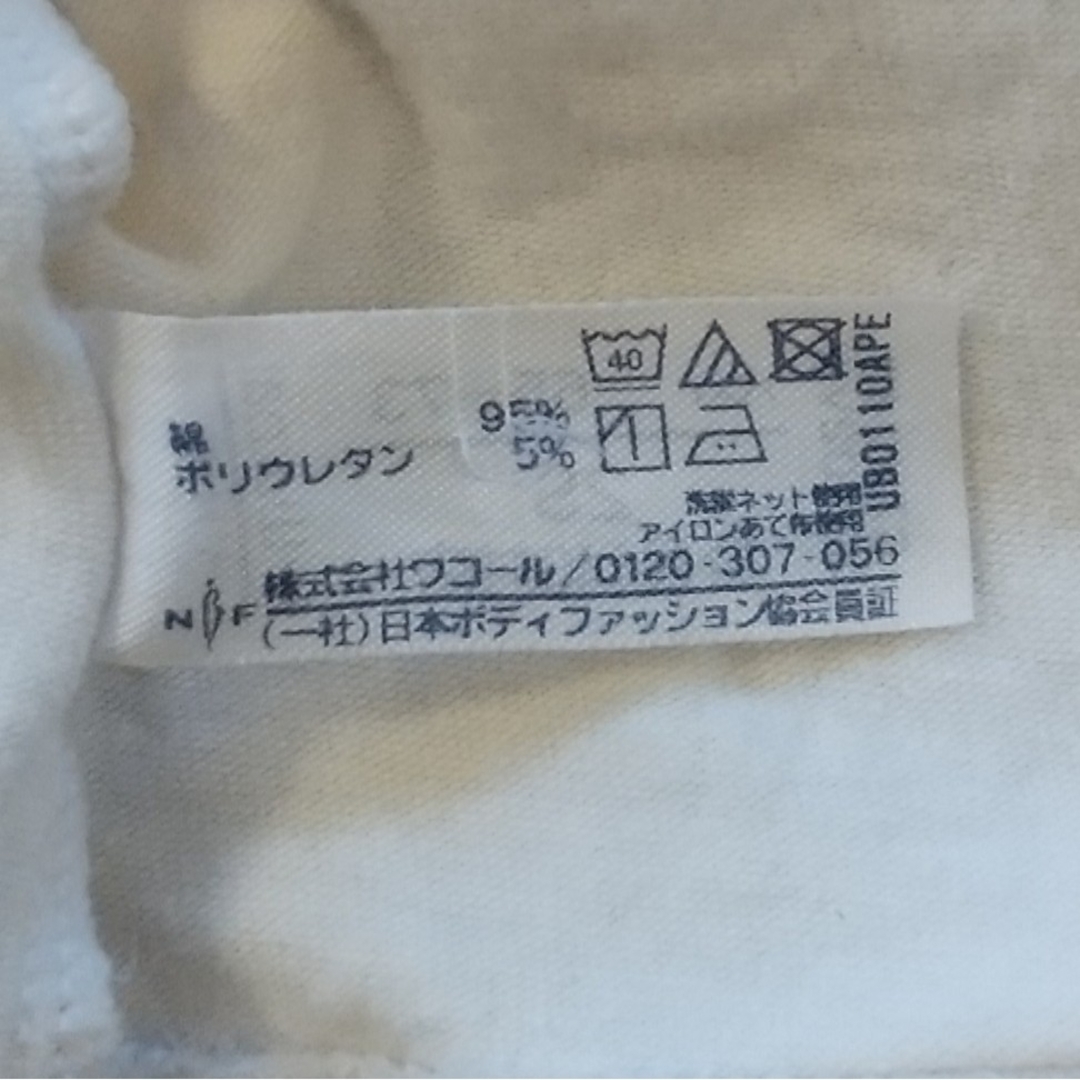 綿 95%
ポリウレタン 5%
40
洗濯ネット使用
アイロンあて布使用
UB0110APE
株式会社ワコール/0120-307-056
N F (一社)日本ボディファッション協会員証